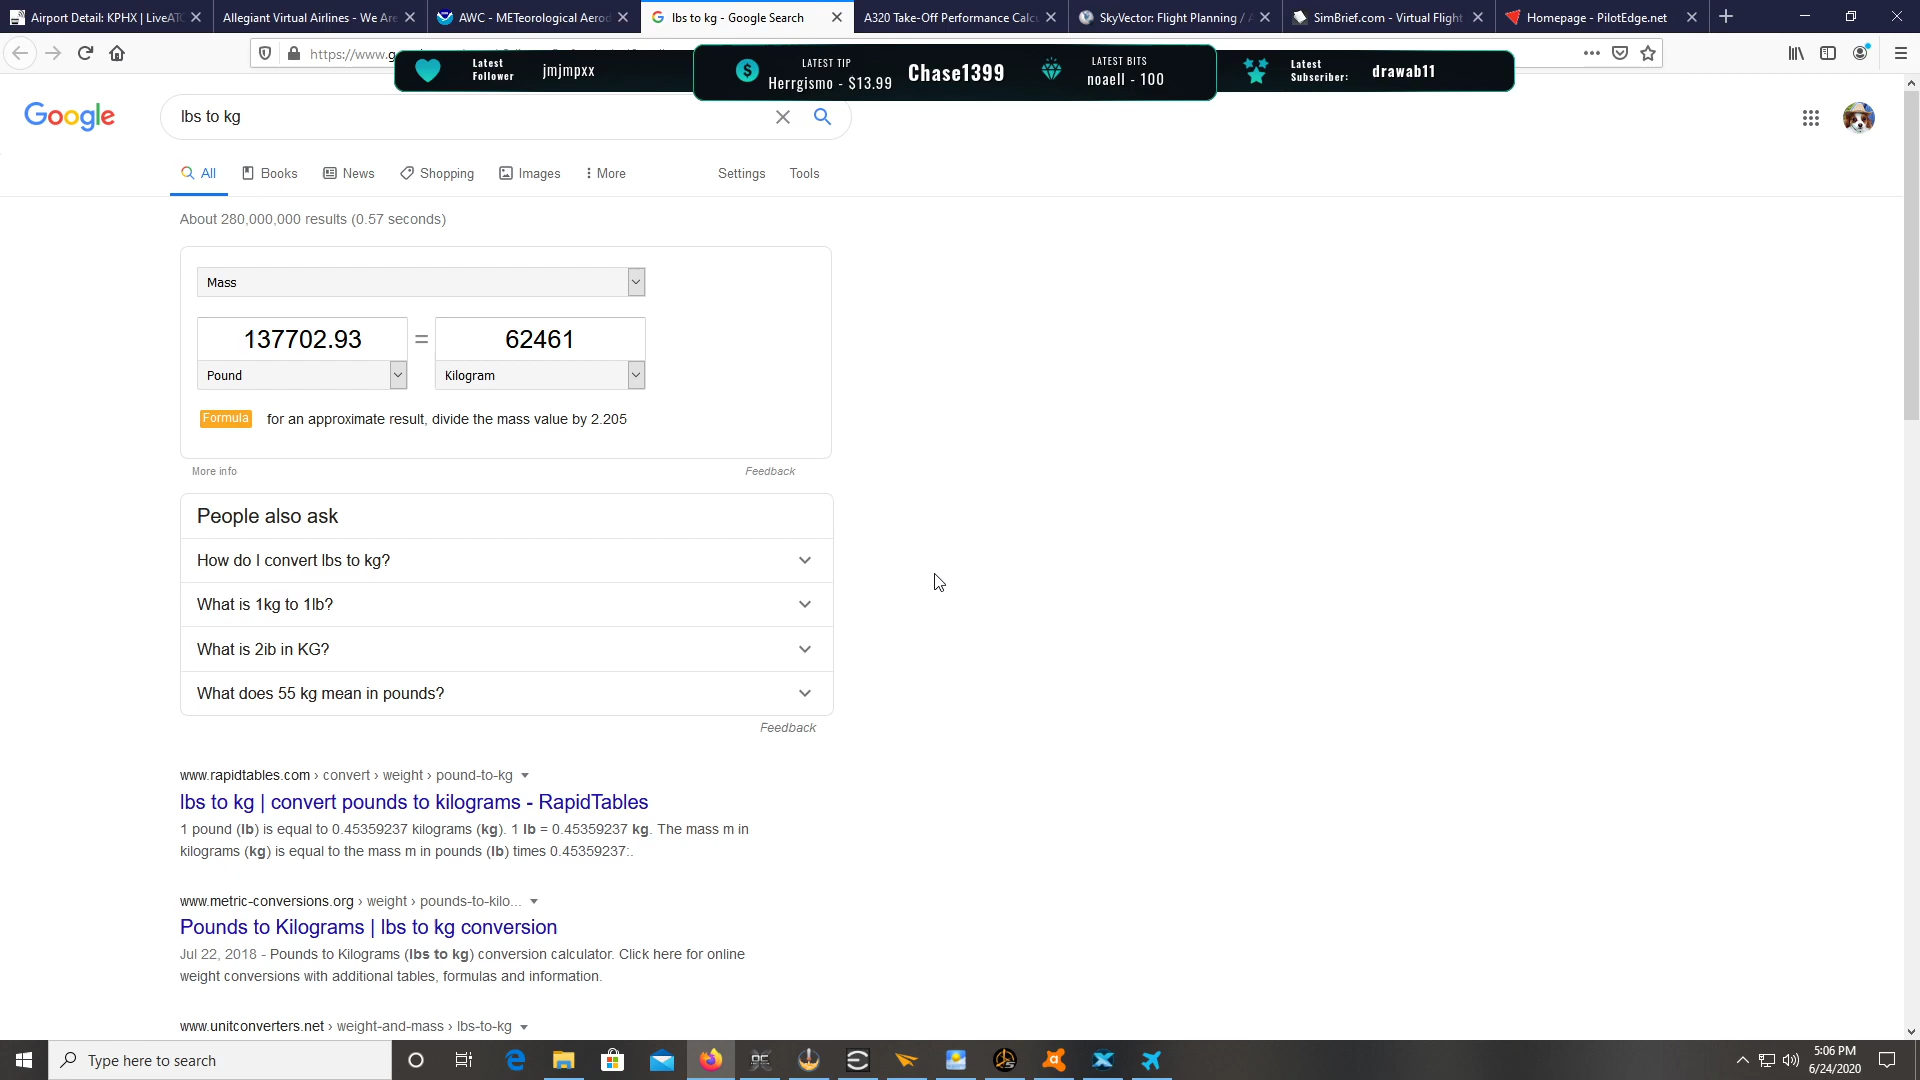 Airport Detail: KPHX | LiveATC
Allegiant Virtual Airlines - We Are
AWC - METeorological Aerod
lbs to kg - Google Search
A320 Take-Off Performance Calc
SkyVector: Flight Planning / A
SimBrief.com - Virtual Flight
Homepage - PilotEdge.net
https://www.g
Latest
Follower
jmjmpxx
LATEST TIP
Herrgismo - $13.99
Chase1399
LATEST BITS
noaell - 100
Latest
Subscriber:
drawab11
Google
lbs to kg
All
Books
News
Shopping
Images
More
Settings
Tools
About 280,000,000 results (0.57 seconds)
Mass
137702.93 = 62461
Pound
Kilogram
Formula for an approximate result, divide the mass value by 2.205
More info
Feedback
People also ask
How do I convert lbs to kg?
What is 1kg to 1lb?
What is 2ib in KG?
What does 55 kg mean in pounds?
Feedback
www.rapidtables.com › convert › weight › pound-to-kg
lbs to kg | convert pounds to kilograms - RapidTables
1 pound (lb) is equal to 0.45359237 kilograms (kg). 1 lb = 0.45359237 kg. The mass m in
kilograms (kg) is equal to the mass m in pounds (lb) times 0.45359237:.
www.metric-conversions.org › weight › pounds-to-kilo...
Pounds to Kilograms | lbs to kg conversion
Jul 22, 2018 - Pounds to Kilograms (lbs to kg) conversion calculator. Click here for online
weight conversions with additional tables, formulas and information.
www.unitconverters.net › weight-and-mass › lbs-to-kg
Type here to search
5:06 PM
6/24/2020